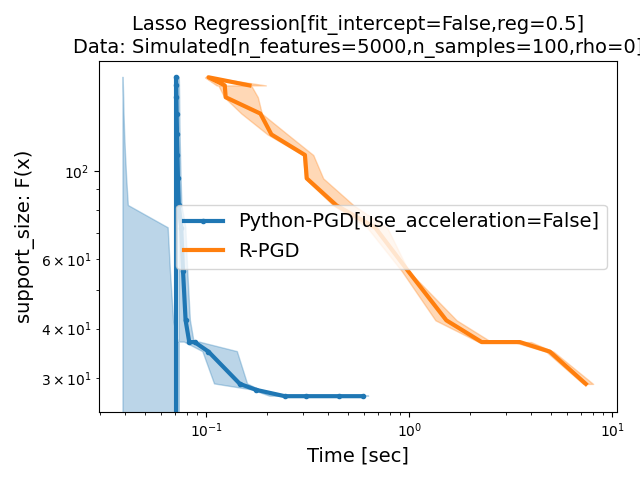 Lasso Regression[fit_intercept=False,reg=0.5]
Data: Simulated[n_features=5000,n_samples=100,rho=0]
support_size: F(x)
10²
6 × 10¹
4 × 10¹
3 × 10¹
Python-PGD[use_acceleration=False]
R-PGD
10⁻¹
10⁰
10¹
Time [sec]